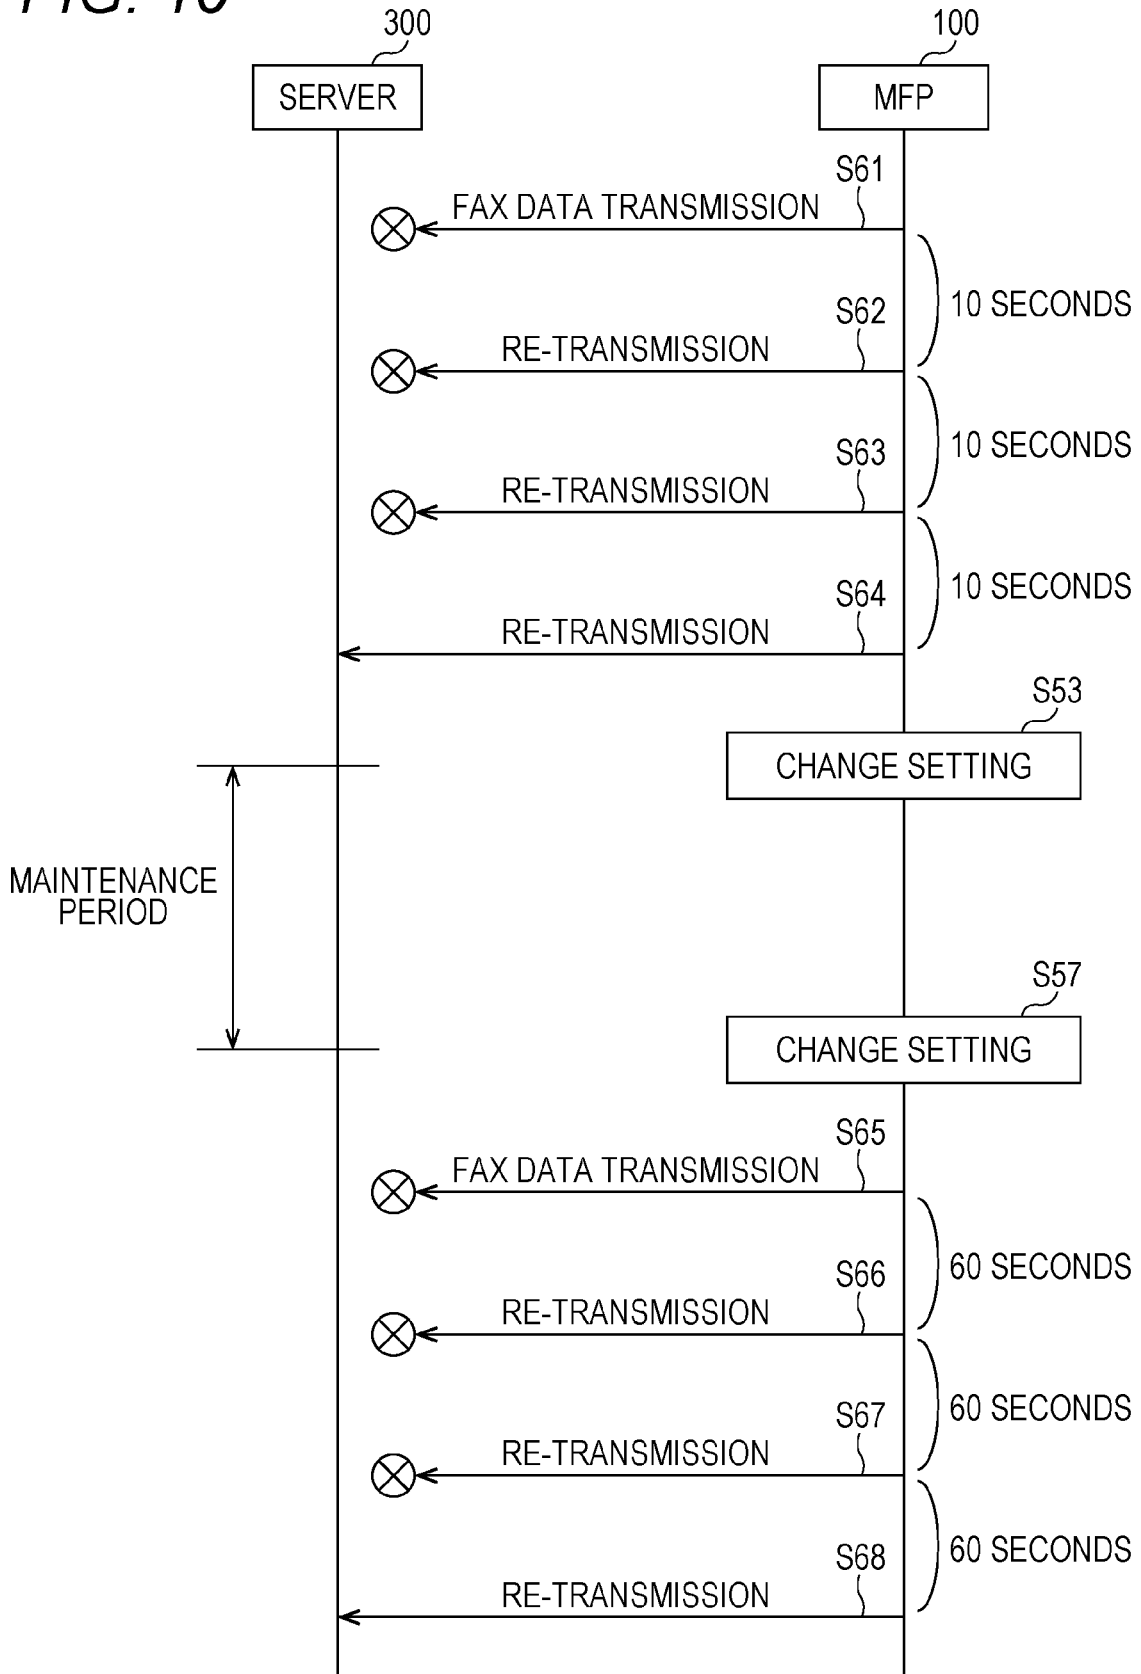 FIG. 10
300
100
SERVER
MFP
S61
FAX DATA TRANSMISSION
10 SECONDS
S62
RE-TRANSMISSION
10 SECONDS
S63
RE-TRANSMISSION
10 SECONDS
S64
RE-TRANSMISSION
S53
CHANGE SETTING
MAINTENANCE
PERIOD
S57
CHANGE SETTING
S65
FAX DATA TRANSMISSION
60 SECONDS
S66
RE-TRANSMISSION
60 SECONDS
S67
RE-TRANSMISSION
60 SECONDS
S68
RE-TRANSMISSION